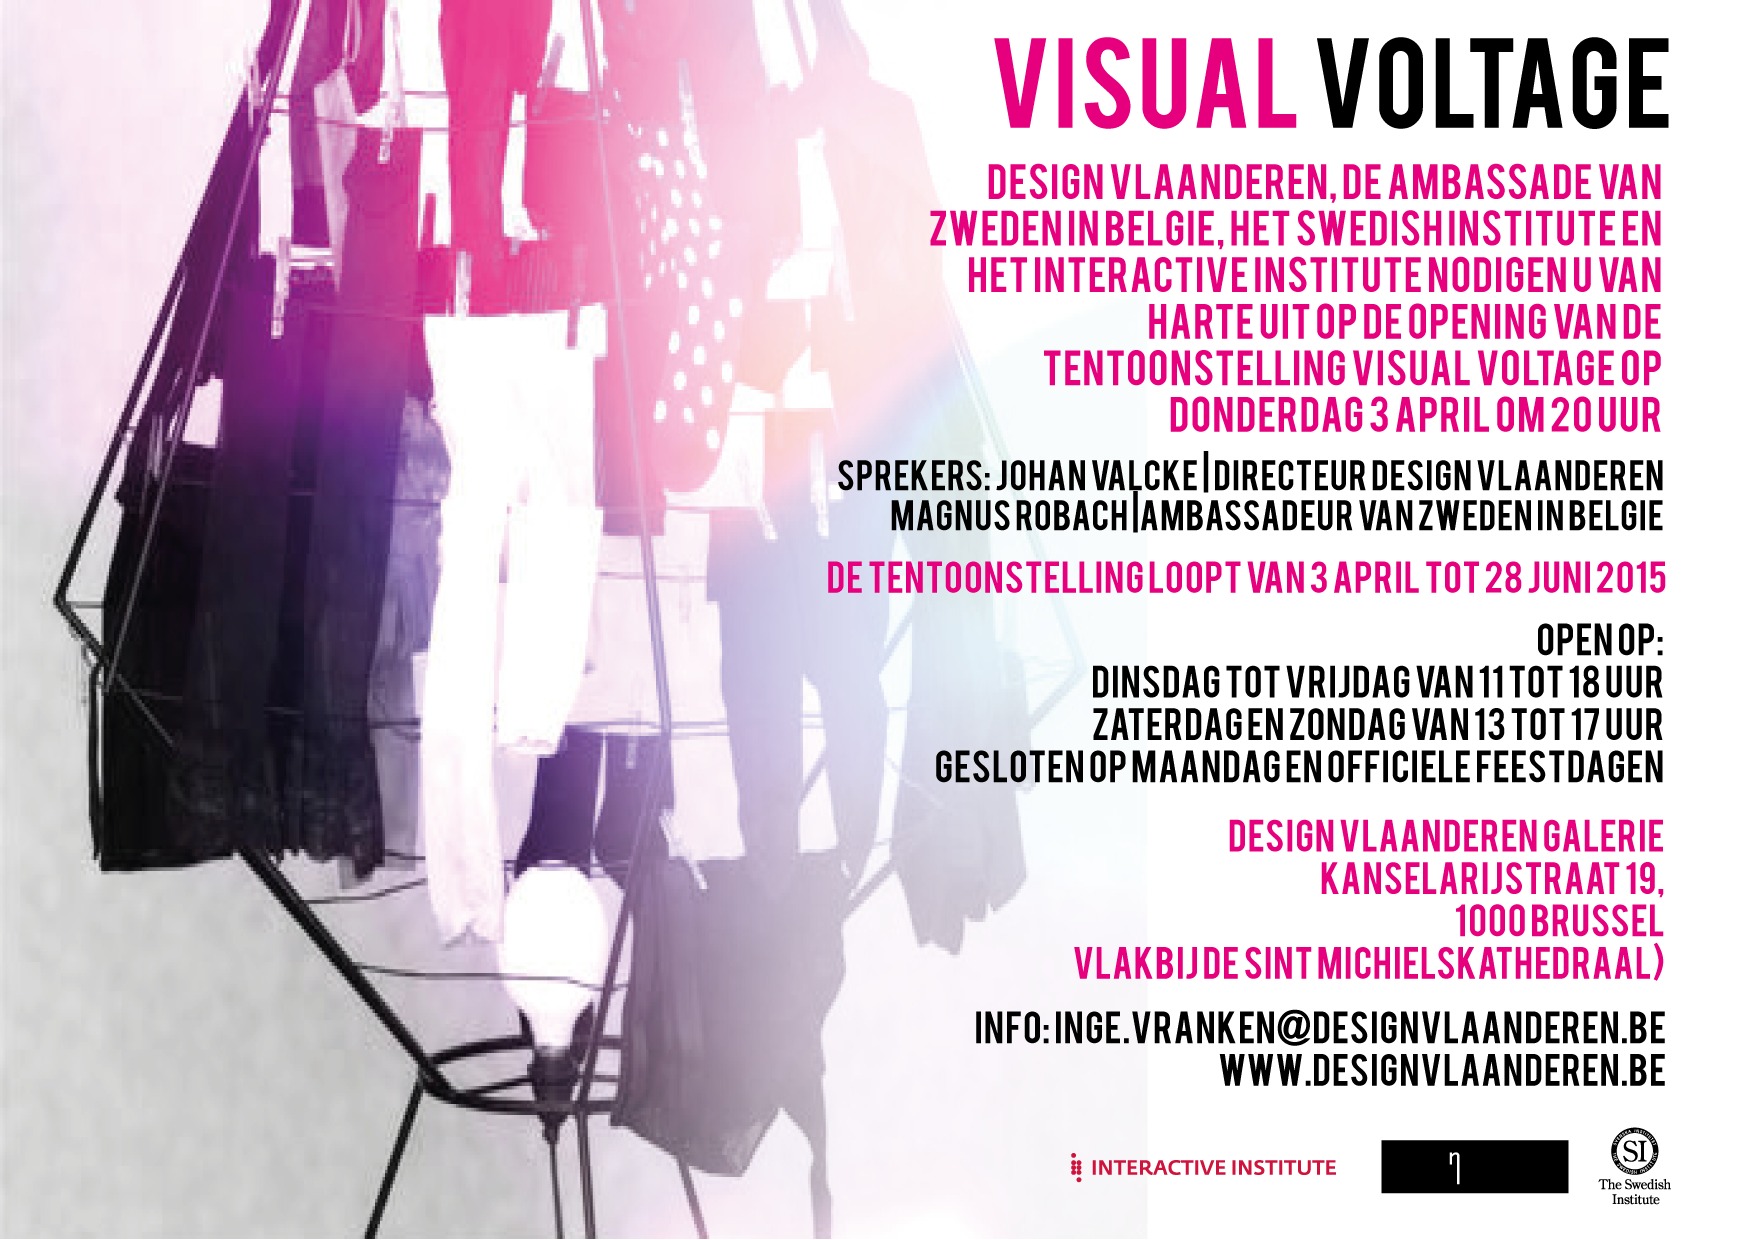 VISUAL VOLTAGE
DESIGN VLAANDEREN, DE AMBASSADE VAN
ZWEDEN IN BELGIE, HET SWEDISH INSTITUTE EN
HET INTERACTIVE INSTITUTE NODIGEN U VAN
HARTE UIT OP DE OPENING VAN DE
TENTOONSTELLING VISUAL VOLTAGE OP
DONDERDAG 3 APRIL OM 20 UUR
SPREKERS: JOHAN VALCKE|DIRECTEUR DESIGN VLAANDEREN
MAGNUS ROBACH|AMBASSADEUR VAN ZWEDEN IN BELGIE
DE TENTOONSTELLING LOOPT VAN 3 APRIL TOT 28 JUNI 2015
OPEN OP:
DINSDAG TOT VRIJDAG VAN 11 TOT 18 UUR
ZATERDAG EN ZONDAG VAN 13 TOT 17 UUR
GESLOTEN OP MAANDAG EN OFFICIELE FEESTDAGEN
DESIGN VLAANDEREN GALERIE
KANSELARIJSTRAAT 19,
1000 BRUSSEL
VLAKBIJ DE SINT MICHIELSKATHEDRAAL)
INFO: INGE.VRANKEN@DESIGNVLAANDEREN.BE
WWW.DESIGNVLAANDEREN.BE
INTERACTIVE INSTITUTE
η
SI
The Swedish
Institute